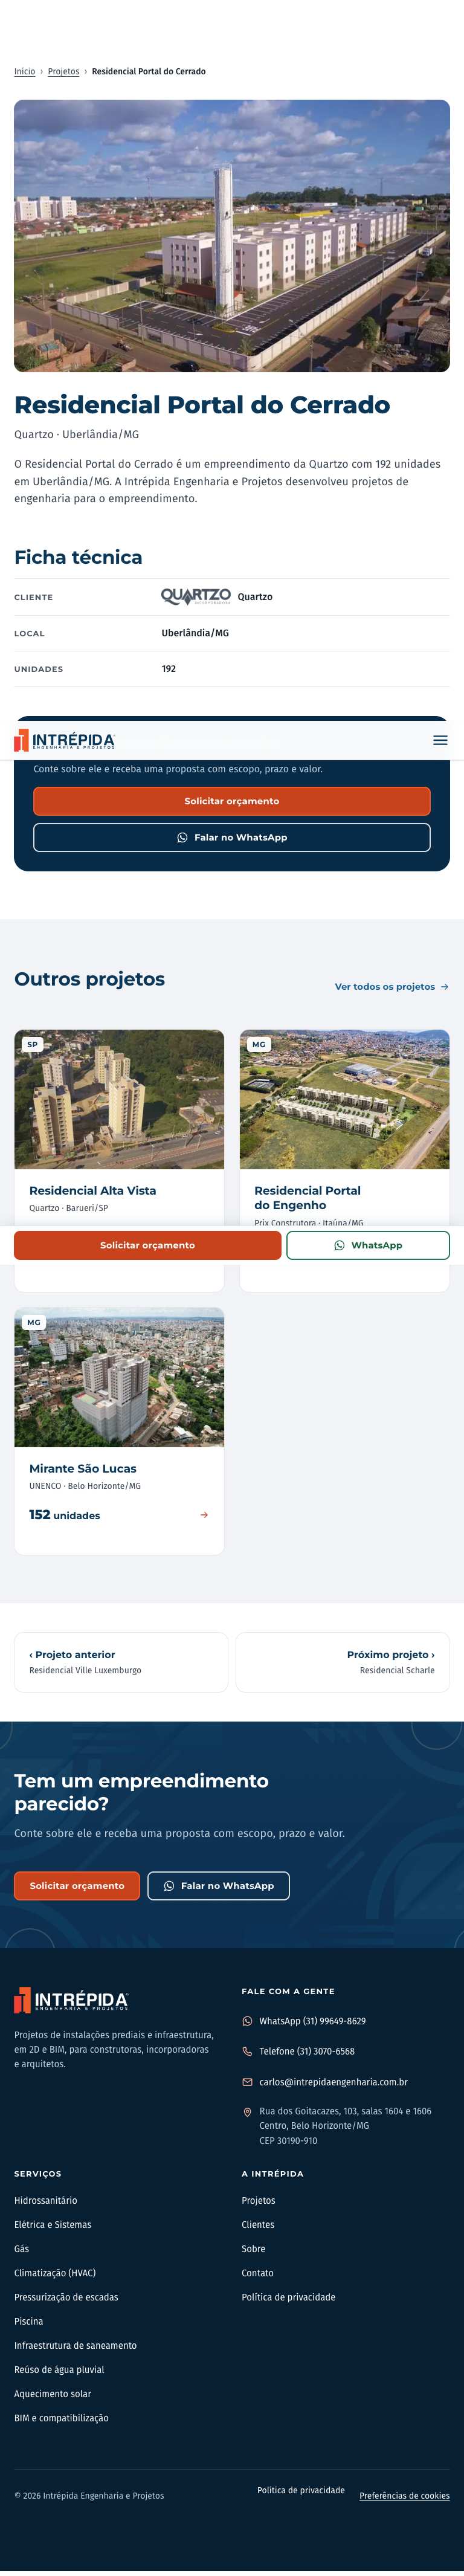 Início › Projetos › Residencial Portal do Cerrado
Residencial Portal do Cerrado
Quartzo · Uberlândia/MG
O Residencial Portal do Cerrado é um empreendimento da Quartzo com 192 unidades
em Uberlândia/MG. A Intrépida Engenharia e Projetos desenvolveu projetos de
engenharia para o empreendimento.
Ficha técnica
CLIENTE
QUARTZO
Quartzo
LOCAL
Uberlândia/MG
UNIDADES
192
INTRÉPIDA
ENGENHARIA E PROJETOS
Conte sobre ele e receba uma proposta com escopo, prazo e valor.
Solicitar orçamento
Falar no WhatsApp
Outros projetos
Ver todos os projetos →
SP
Residencial Alta Vista
Quartzo · Barueri/SP
MG
Residencial Portal
do Engenho
Prix Construtora · Itaúna/MG
Solicitar orçamento
WhatsApp
MG
Mirante São Lucas
UNENCO · Belo Horizonte/MG
152 unidades →
‹ Projeto anterior
Residencial Ville Luxemburgo
Próximo projeto ›
Residencial Scharle
Tem um empreendimento
parecido?
Conte sobre ele e receba uma proposta com escopo, prazo e valor.
Solicitar orçamento
Falar no WhatsApp
INTRÉPIDA
ENGENHARIA E PROJETOS
Projetos de instalações prediais e infraestrutura,
em 2D e BIM, para construtoras, incorporadoras
e arquitetos.
FALE COM A GENTE
WhatsApp (31) 99649-8629
Telefone (31) 3070-6568
carlos@intrepidaengenharia.com.br
Rua dos Goitacazes, 103, salas 1604 e 1606
Centro, Belo Horizonte/MG
CEP 30190-910
SERVIÇOS
Hidrossanitário
Elétrica e Sistemas
Gás
Climatização (HVAC)
Pressurização de escadas
Piscina
Infraestrutura de saneamento
Reúso de água pluvial
Aquecimento solar
BIM e compatibilização
A INTRÉPIDA
Projetos
Clientes
Sobre
Contato
Política de privacidade
© 2026 Intrépida Engenharia e Projetos
Política de privacidade
Preferências de cookies